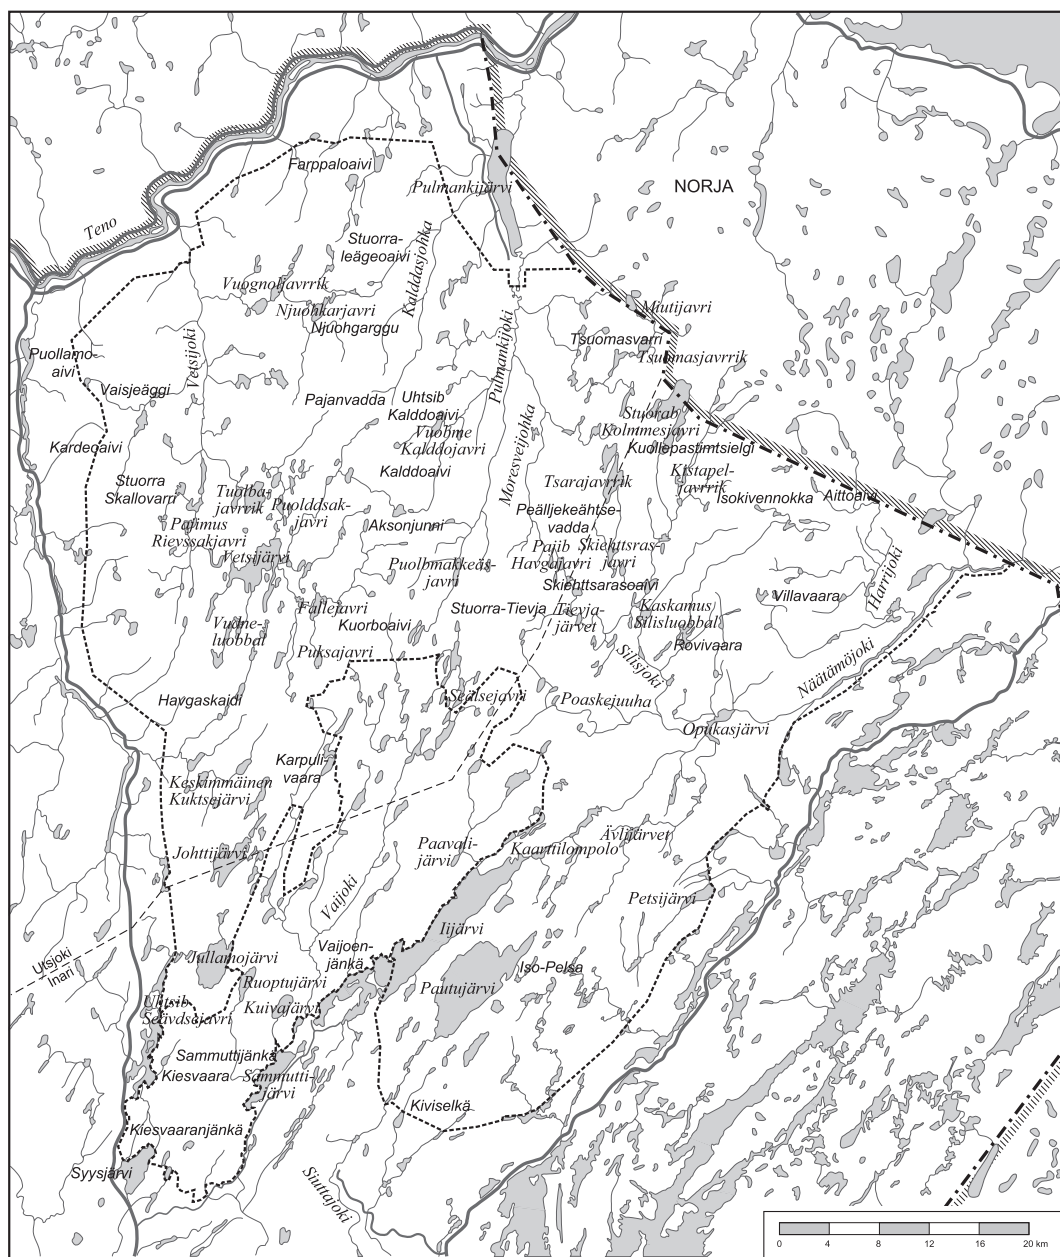 Farppaloaivi
Pulmankijärvi
NORJA
Teno
Stuorra-
leägeoaivi
Kalddasjohka
Vuognoljavrrik
Njuohkarjavri
Njuohgarggu
Miutijavri
Tsuomasvarri
Tsuomasjavrrik
Vetsijoki
Pulmankijoki
Puollamo-
aivi
Vaisjeäggi
Pajanvadda
Uhtsib
Kalddoaivi
Vuobme
Kalddojavri
Stuorab
Kolmmesjavri
Kuollepastimtsielgi
Kardeoaivi
Kalddoaivi
Moresveijohka
Kistapel-
javrrik
Stuorra
Skallovarri
Tuolba-
javrrik
Puolddsak-
javri
Tsarajavrrik
Isokivennokka
Aittoaivi
Peälljekeähtse-
vadda
Aksonjunni
Pajimus
Rievssakjavri
Vetsijärvi
Puolbmakkeäs-
javri
Pajib
Havgajavri
Skiehttsras-
javri
Skiehttsarasoaivi
Harrijoki
Villavaara
Fallejavri
Stuorra-Tievja
Tievja-
järvet
Kaskamus
Silisluobbal
Vuäne-
luobbal
Kuorboaivi
Puksajavri
Rovivaara
Silisjoki
Näätämöjoki
Havgaskaidi
Seälsejavri
Poaskejuuha
Opukasjärvi
Karpuli-
vaara
Keskimmäinen
Kuktsejärvi
Johttijärvi
Paavali-
järvi
Ävlijärvet
Kaarttilompolo
Vaijoki
Petsijärvi
Iijärvi
Vaijoen-
jänkä
Utsjoki
Inari
Jullamojärvi
Ruoptujärvi
Pautujärvi
Iso-Pelsa
Uhtsib
Seävdsejavri
Kuivajärvi
Sammuttijänkä
Kiesvaara
Sammutti-
järvi
Kiviselkä
Kiesvaaranjänkä
Syysjärvi
Siuttajoki
0 4 8 12 16 20 km